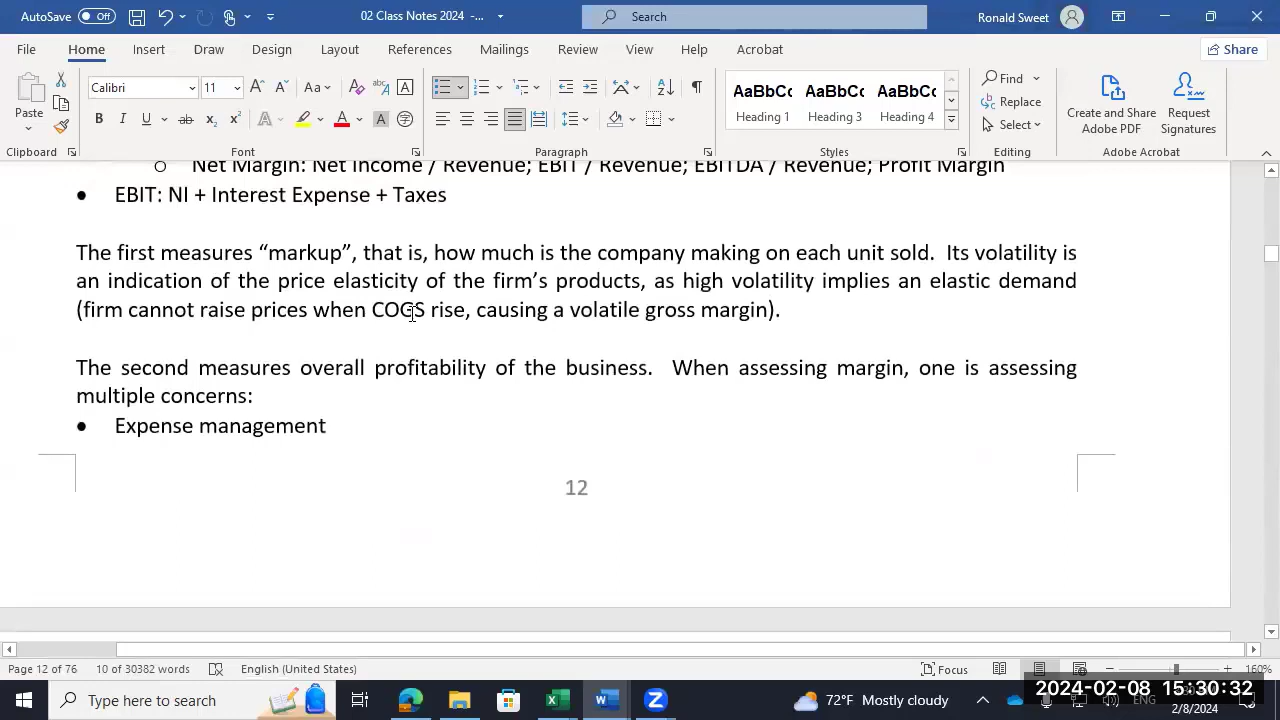 AutoSave Off 02 Class Notes 2024 -... Search Ronald Sweet
File Home Insert Draw Design Layout References Mailings Review View Help Acrobat Share
Paste Calibri 11 Aa AaBbCc AaBbCc AaBbCc Find Replace Select
Heading 1 Heading 3 Heading 4 Create and Share Adobe PDF Request Signatures
Clipboard Font Paragraph Styles Editing Adobe Acrobat
o Net Margin: Net Income / Revenue; EBIT / Revenue; EBITDA / Revenue; Profit Margin
• EBIT: NI + Interest Expense + Taxes
The first measures “markup”, that is, how much is the company making on each unit sold. Its volatility is
an indication of the price elasticity of the firm’s products, as high volatility implies an elastic demand
(firm cannot raise prices when COGS rise, causing a volatile gross margin).
The second measures overall profitability of the business. When assessing margin, one is assessing
multiple concerns:
• Expense management
12
Page 12 of 76 10 of 30382 words English (United States) Focus 160%
Type here to search 72°F Mostly cloudy ENG 2024-02-08 15:30:32
2/8/2024